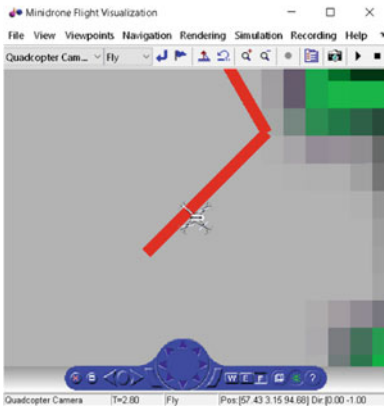 Minidrone Flight Visualization
File View Viewpoints Navigation Rendering Simulation Recording Help
Quadcopter Cam... Fly
W E F ?
Quadcopter Camera T=2.80 Fly Pos:[57.43 3.15 94.68] Dir:[0.00 -1.00